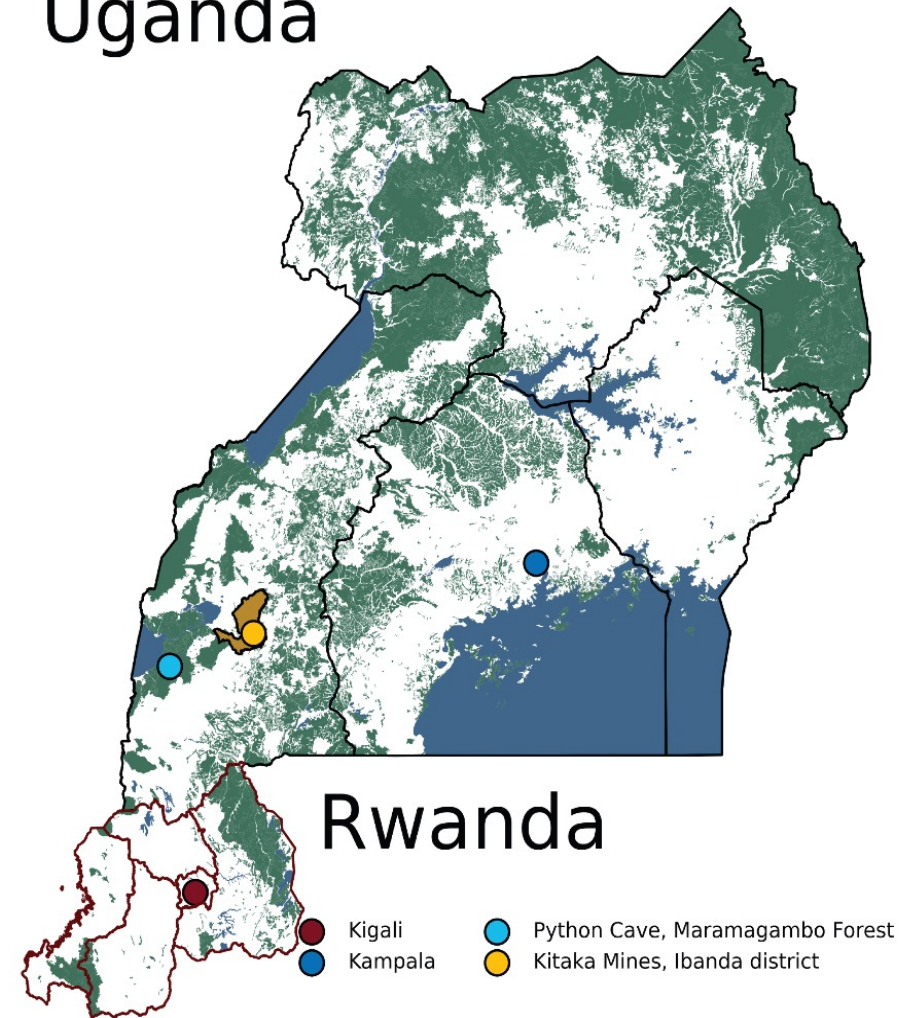 Uganda
Rwanda
Kigali
Kampala
Python Cave, Maramagambo Forest
Kitaka Mines, Ibanda district